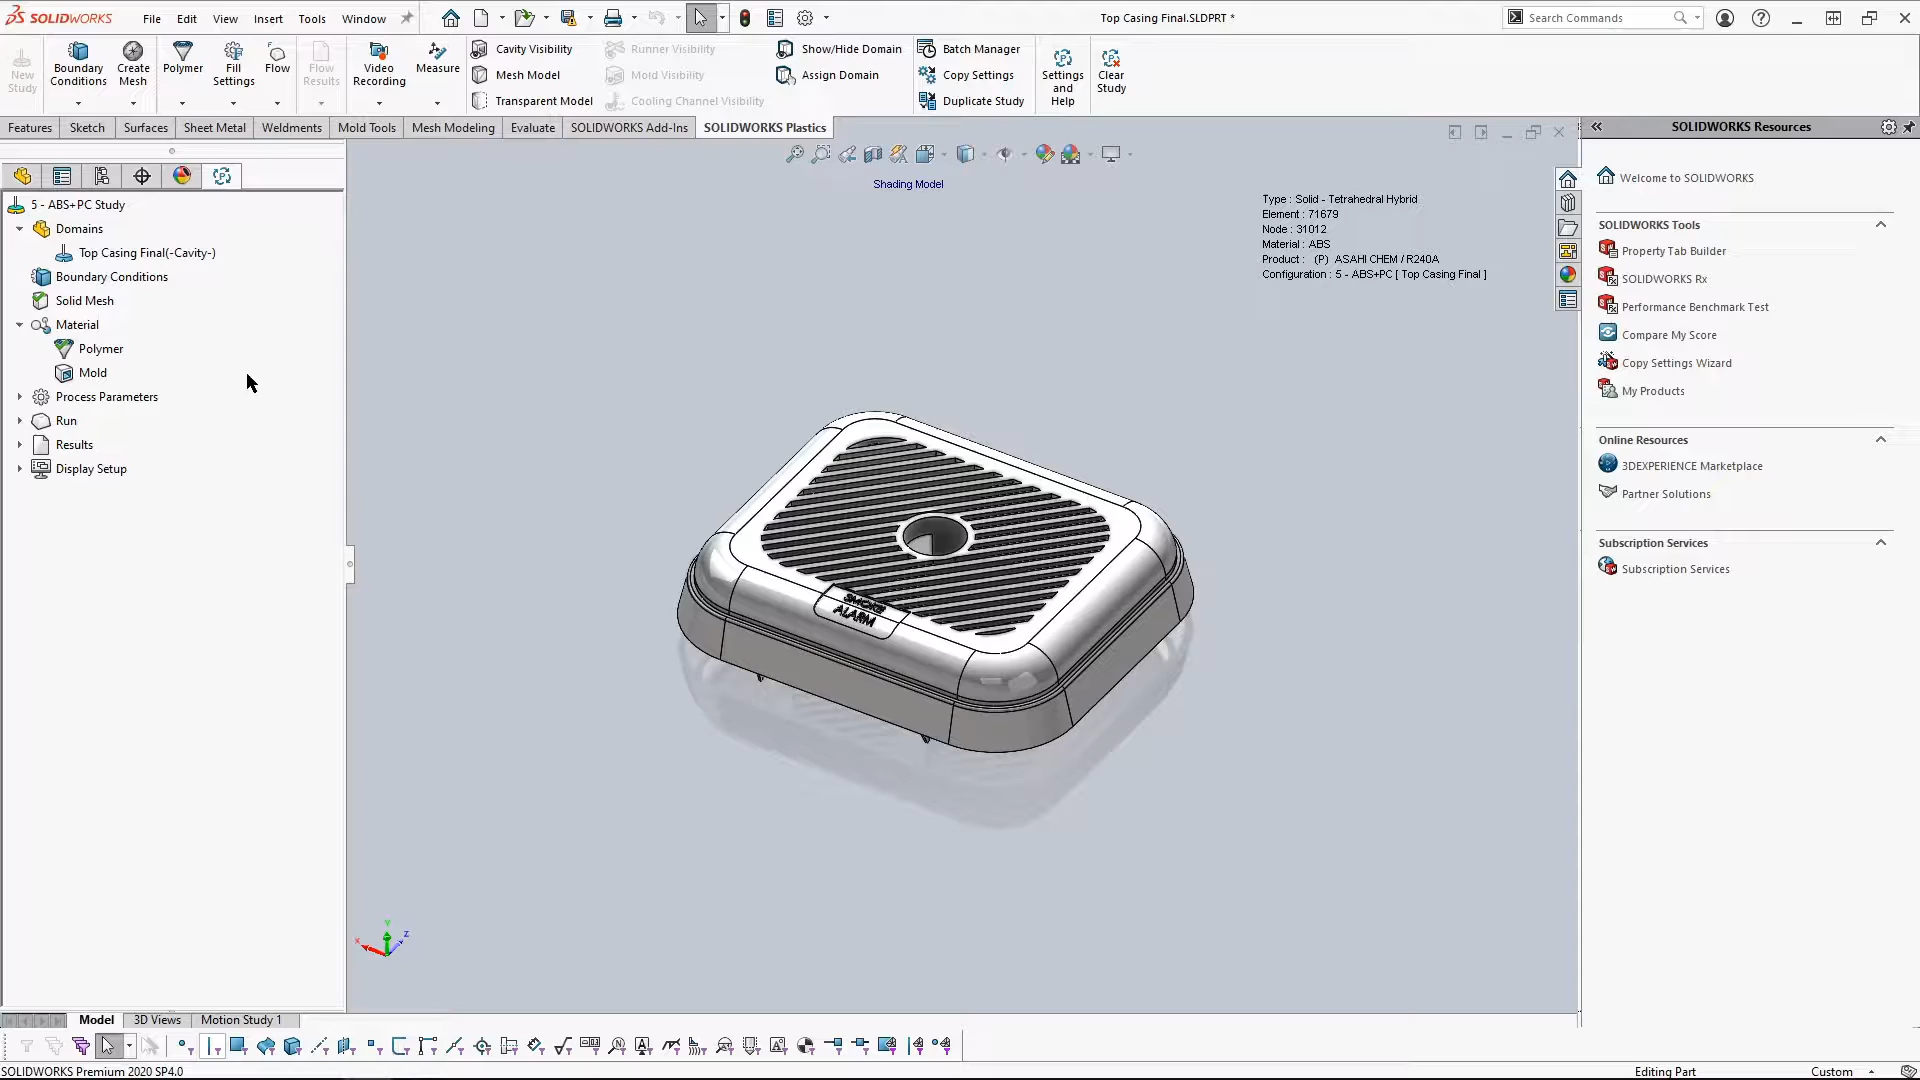 SOLIDWORKS
File Edit View Insert Tools Window
Top Casing Final.SLDPRT *
Search Commands
New Study
Boundary Conditions
Create Mesh
Polymer
Fill Settings
Flow
Flow Results
Video Recording
Measure
Cavity Visibility
Mesh Model
Transparent Model
Runner Visibility
Mold Visibility
Cooling Channel Visibility
Show/Hide Domain
Assign Domain
Batch Manager
Copy Settings
Duplicate Study
Settings and Help
Clear Study
Features Sketch Surfaces Sheet Metal Weldments Mold Tools Mesh Modeling Evaluate SOLIDWORKS Add-Ins SOLIDWORKS Plastics
5 - ABS+PC Study
Domains
Top Casing Final(-Cavity-)
Boundary Conditions
Solid Mesh
Material
Polymer
Mold
Process Parameters
Run
Results
Display Setup
Shading Model
Type : Solid - Tetrahedral Hybrid
Element : 71679
Node : 31012
Material : ABS
Product : (P) ASAHI CHEM / R240A
Configuration : 5 - ABS+PC [ Top Casing Final ]
SMOKE
ALARM
X Y Z
SOLIDWORKS Resources
Welcome to SOLIDWORKS
SOLIDWORKS Tools
Property Tab Builder
SOLIDWORKS Rx
Performance Benchmark Test
Compare My Score
Copy Settings Wizard
My Products
Online Resources
3DEXPERIENCE Marketplace
Partner Solutions
Subscription Services
Subscription Services
Model 3D Views Motion Study 1
SOLIDWORKS Premium 2020 SP4.0
Editing Part
Custom